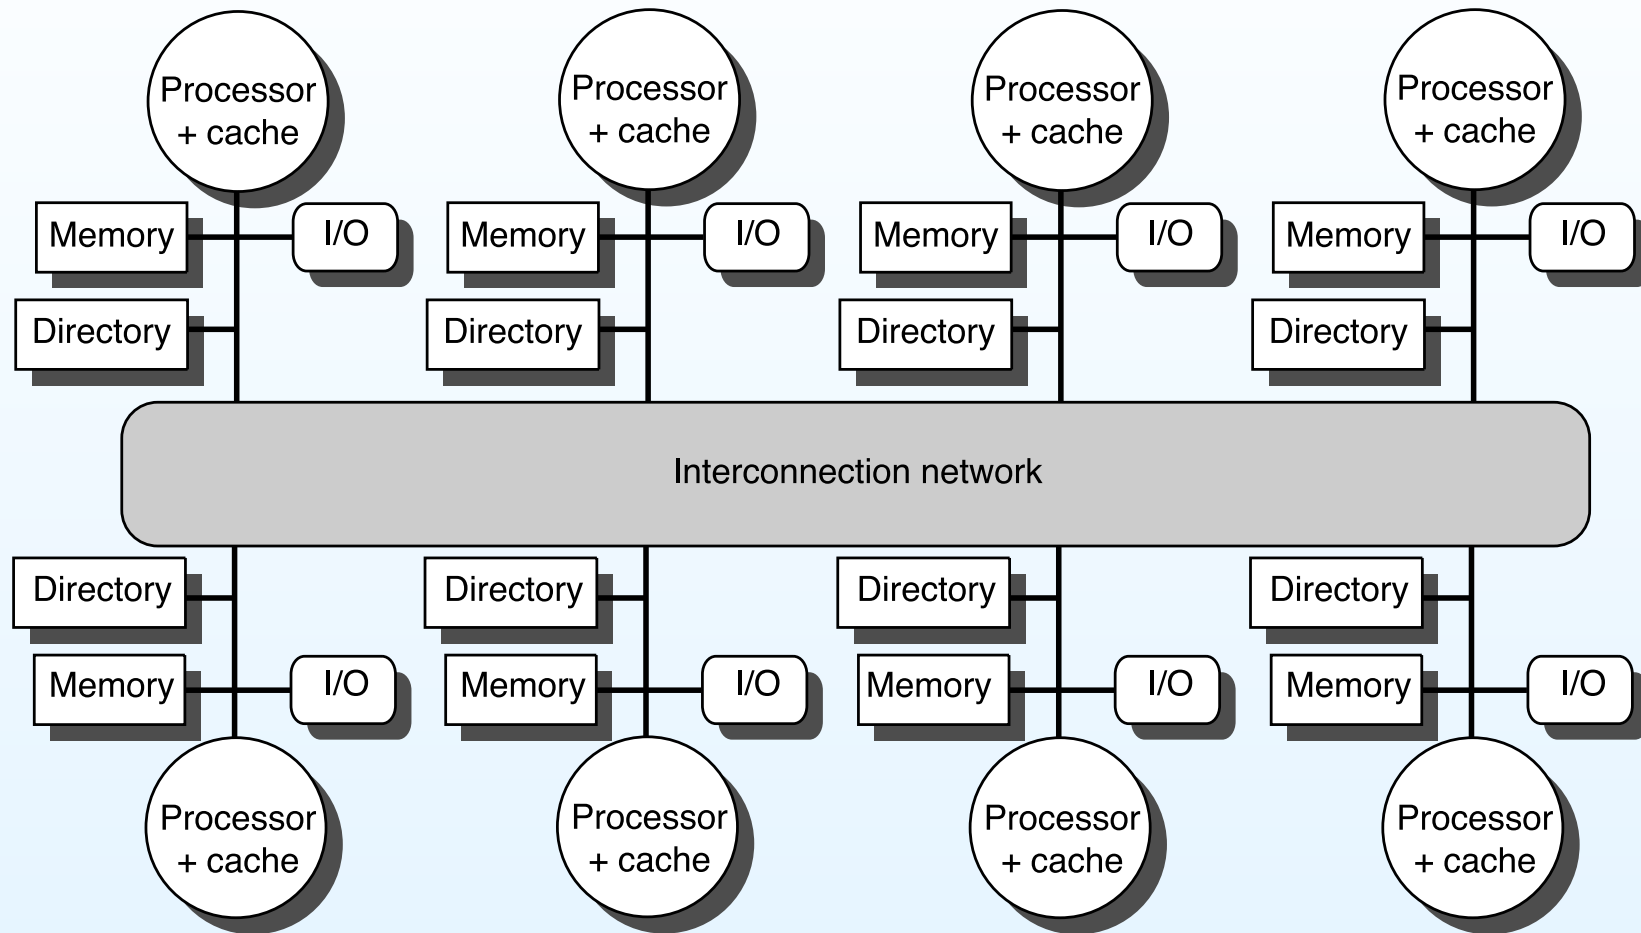 Processor
+ cache
Processor
+ cache
Processor
+ cache
Processor
+ cache
Memory
I/O
Memory
I/O
Memory
I/O
Memory
I/O
Directory
Directory
Directory
Directory
Interconnection network
Directory
Directory
Directory
Directory
Memory
I/O
Memory
I/O
Memory
I/O
Memory
I/O
Processor
+ cache
Processor
+ cache
Processor
+ cache
Processor
+ cache